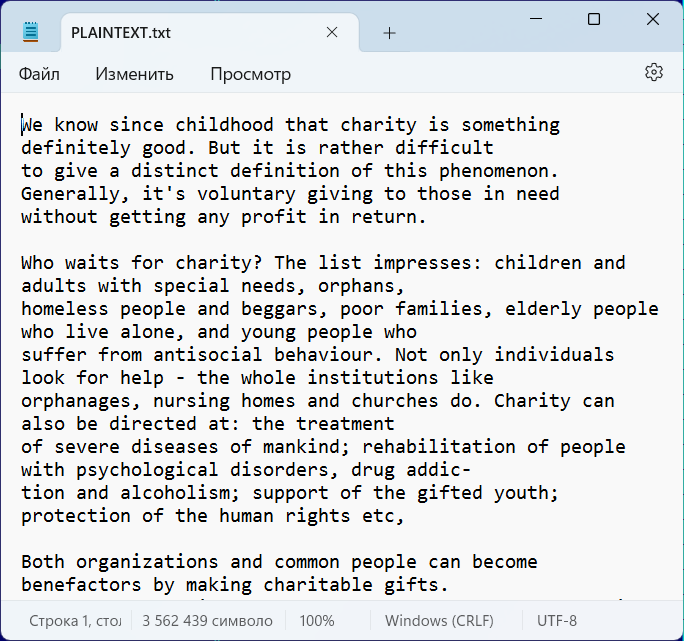 PLAINTEXT.txt
Файл Изменить Просмотр
We know since childhood that charity is something
definitely good. But it is rather difficult
to give a distinct definition of this phenomenon.
Generally, it's voluntary giving to those in need
without getting any profit in return.
Who waits for charity? The list impresses: children and
adults with special needs, orphans,
homeless people and beggars, poor families, elderly people
who live alone, and young people who
suffer from antisocial behaviour. Not only individuals
look for help - the whole institutions like
orphanages, nursing homes and churches do. Charity can
also be directed at: the treatment
of severe diseases of mankind; rehabilitation of people
with psychological disorders, drug addic-
tion and alcoholism; support of the gifted youth;
protection of the human rights etc,
Both organizations and common people can become
benefactors by making charitable gifts.
Строка 1, стол 3 562 439 символо 100% Windows (CRLF) UTF-8